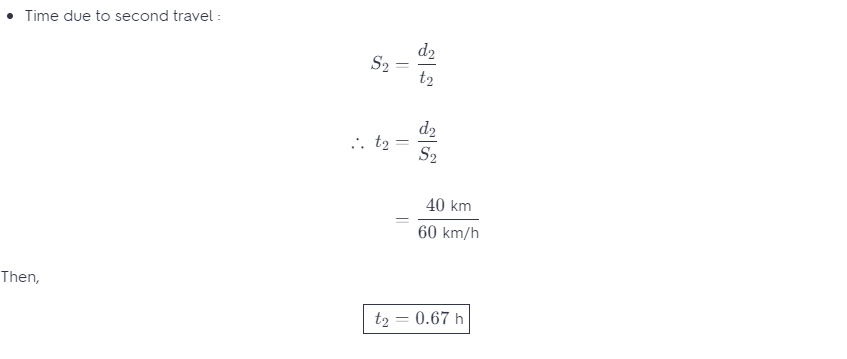 • Time due to second travel :
S₂ = d₂/t₂
∴ t₂ = d₂/S₂
= 40 km/60 km/h
Then,
t₂ = 0.67 h